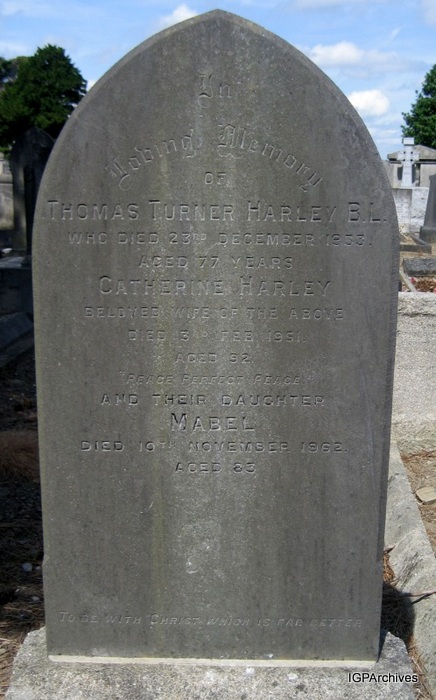 In
Loving Memory
OF
THOMAS TURNER HARLEY B.L.
WHO DIED 23RD DECEMBER 1933.
AGED 77 YEARS
CATHERINE HARLEY
BELOVED WIFE OF THE ABOVE
DIED 13TH FEB. 1951.
AGED 92.
"PEACE PERFECT PEACE"
AND THEIR DAUGHTER
MABEL
DIED 10TH NOVEMBER 1962.
AGED 83
TO BE WITH CHRIST WHICH IS FAR BETTER
IGPArchives